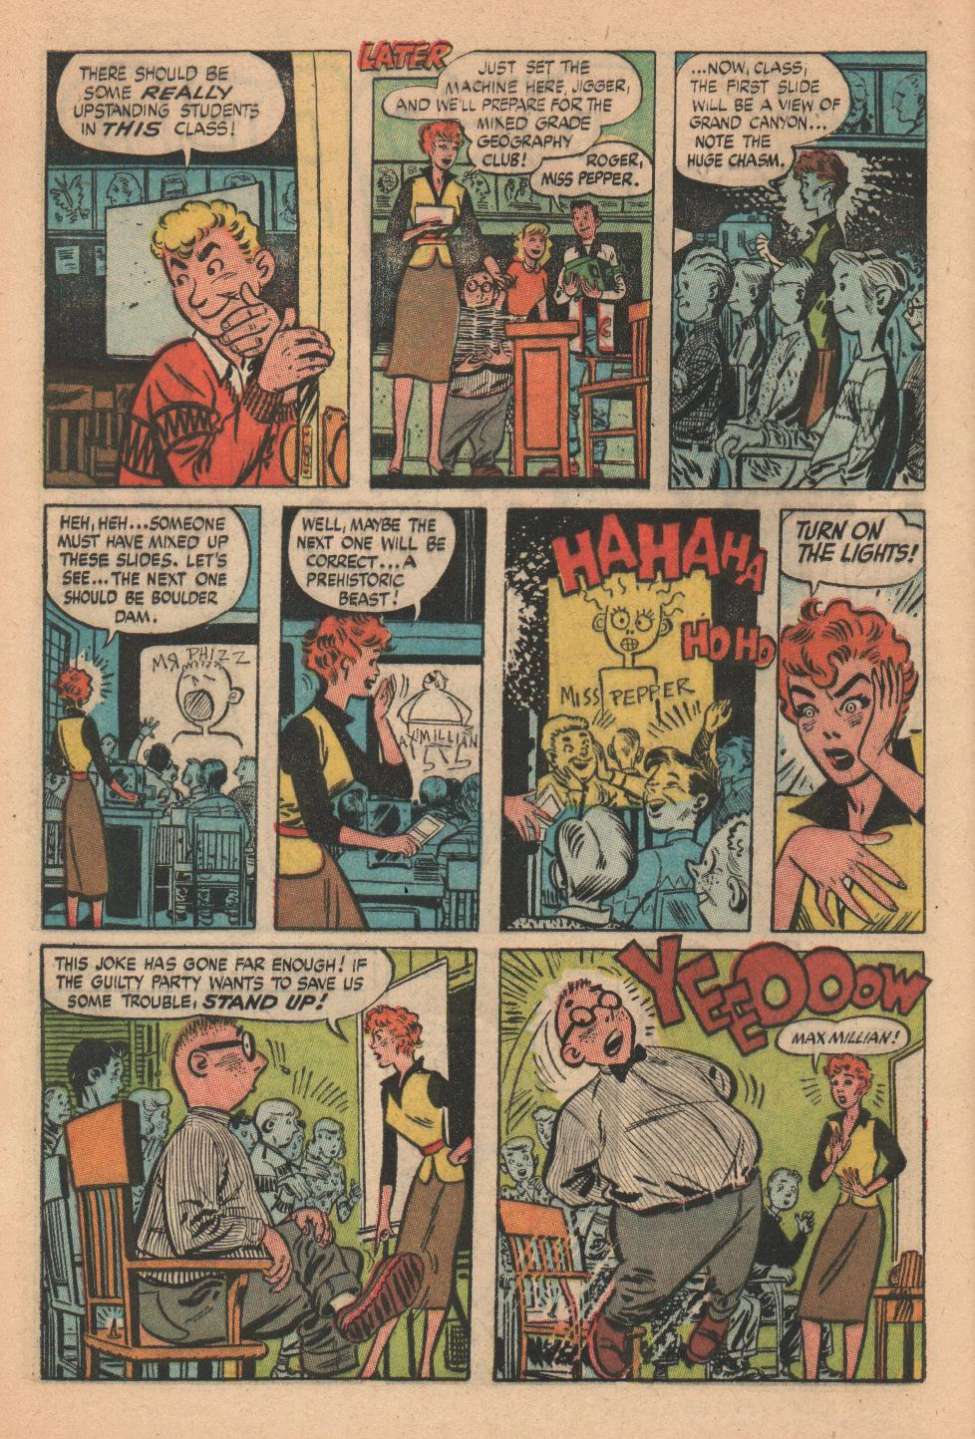 THERE SHOULD BE
SOME REALLY
UPSTANDING STUDENTS
IN THIS CLASS!
LATER
JUST SET THE
MACHINE HERE, JIGGER,
AND WE'LL PREPARE FOR THE
MIXED GRADE
GEOGRAPHY
CLUB!
ROGER,
MISS PEPPER.
...NOW, CLASS,
THE FIRST SLIDE
WILL BE A VIEW OF
GRAND CANYON...
NOTE THE
HUGE CHASM.
HEH, HEH...SOMEONE
MUST HAVE MIXED UP
THESE SLIDES. LET'S
SEE...THE NEXT ONE
SHOULD BE BOULDER
DAM.
MR PHIZZ
WELL, MAYBE THE
NEXT ONE WILL BE
CORRECT...A
PREHISTORIC
BEAST!
MILLIAN
HAHAHA
HO HO
MISS PEPPER
TURN ON
THE LIGHTS!
THIS JOKE HAS GONE FAR ENOUGH! IF
THE GUILTY PARTY WANTS TO SAVE US
SOME TROUBLE, STAND UP!
YEEEOOOOW
MAX MILLIAN!